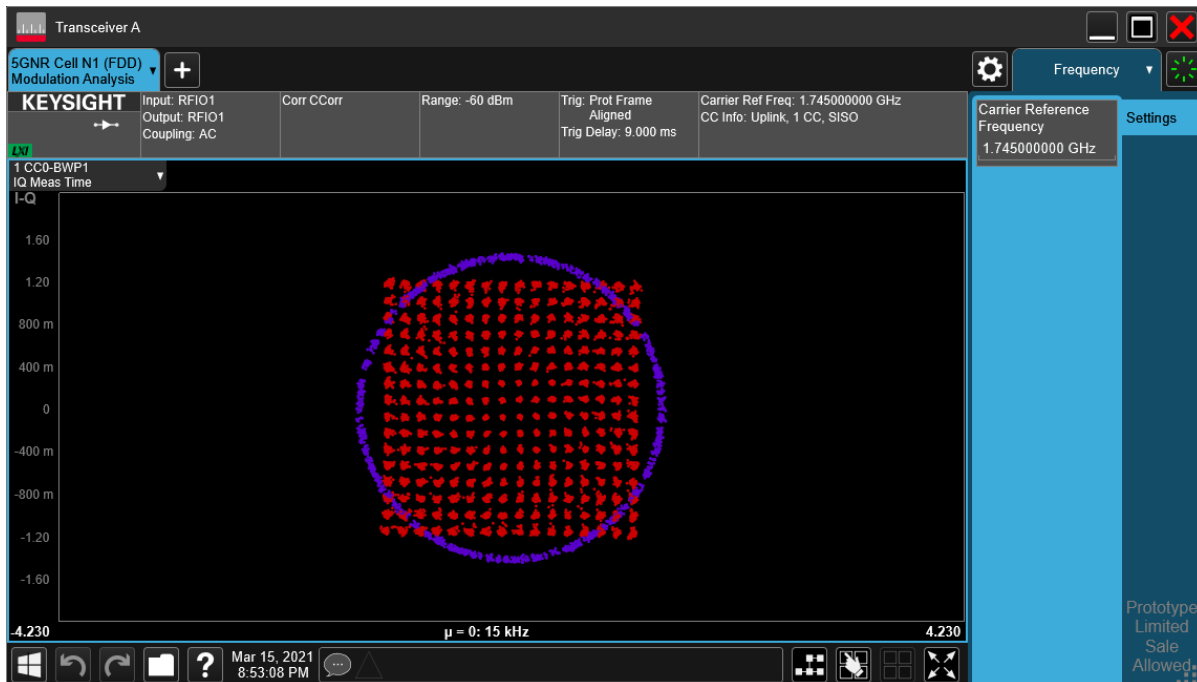 Transceiver A
5GNR Cell N1 (FDD)
Modulation Analysis
+
Frequency
KEYSIGHT
LXI
Input: RFIO1
Output: RFIO1
Coupling: AC
Corr CCorr
Range: -60 dBm
Trig: Prot Frame
Aligned
Trig Delay: 9.000 ms
Carrier Ref Freq: 1.745000000 GHz
CC Info: Uplink, 1 CC, SISO
Carrier Reference
Frequency
1.745000000 GHz
Settings
1 CC0-BWP1
IQ Meas Time
I-Q
1.60
1.20
800 m
400 m
0
-400 m
-800 m
-1.20
-1.60
-4.230
μ = 0: 15 kHz
4.230
Prototype
Limited
Sale
Allowed
?
Mar 15, 2021
8:53:08 PM